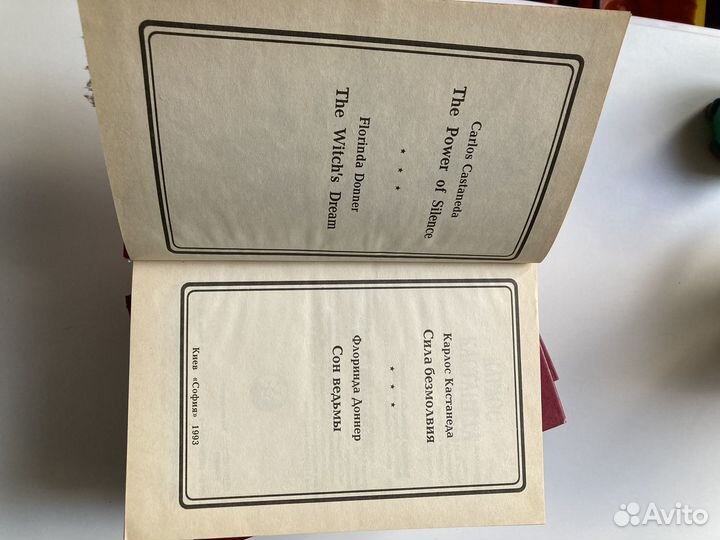 Carlos Castaneda
The Power of Silence
* * *
Florinda Donner
The Witch's Dream
Карлос Кастанеда
Сила безмолвия
* * *
Флоринда Доннер
Сон ведьмы
Киев «София» 1993
Avito